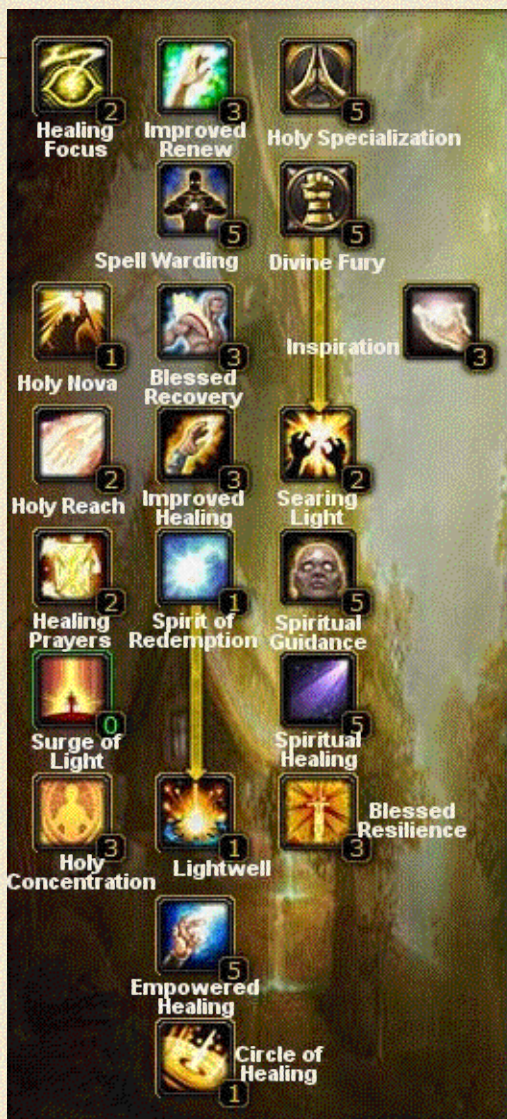 2
3
5
Healing
Focus
Improved
Renew
Holy Specialization
5
5
Spell Warding
Divine Fury
1
3
Inspiration
3
Holy Nova
Blessed
Recovery
2
3
2
Holy Reach
Improved
Healing
Searing
Light
2
1
5
Healing
Prayers
Spirit of
Redemption
Spiritual
Guidance
0
5
Surge of
Light
Spiritual
Healing
3
1
3
Blessed
Resilience
Holy
Concentration
Lightwell
5
Empowered
Healing
1
Circle of
Healing